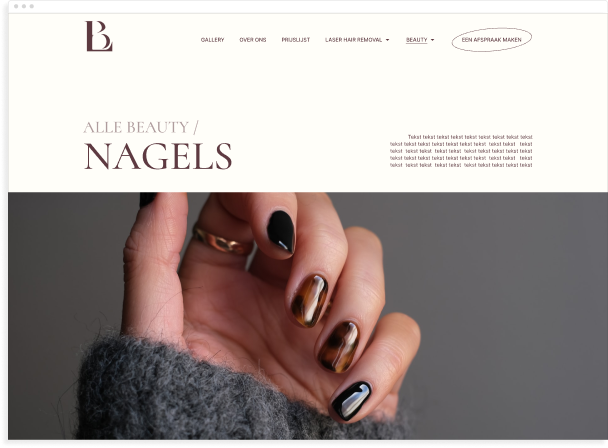 LB
GALLERY
OVER ONS
PRIJSLIJST
LASER HAIR REMOVAL
BEAUTY
EEN AFSPRAAK MAKEN
ALLE BEAUTY /
NAGELS
Tekst tekst tekst tekst tekst tekst tekst tekst tekst
tekst tekst tekst tekst tekst tekst tekst tekst tekst tekst
tekst tekst tekst tekst tekst tekst tekst tekst tekst tekst
tekst tekst tekst tekst tekst tekst tekst tekst tekst tekst
tekst tekst tekst tekst tekst tekst tekst tekst tekst tekst